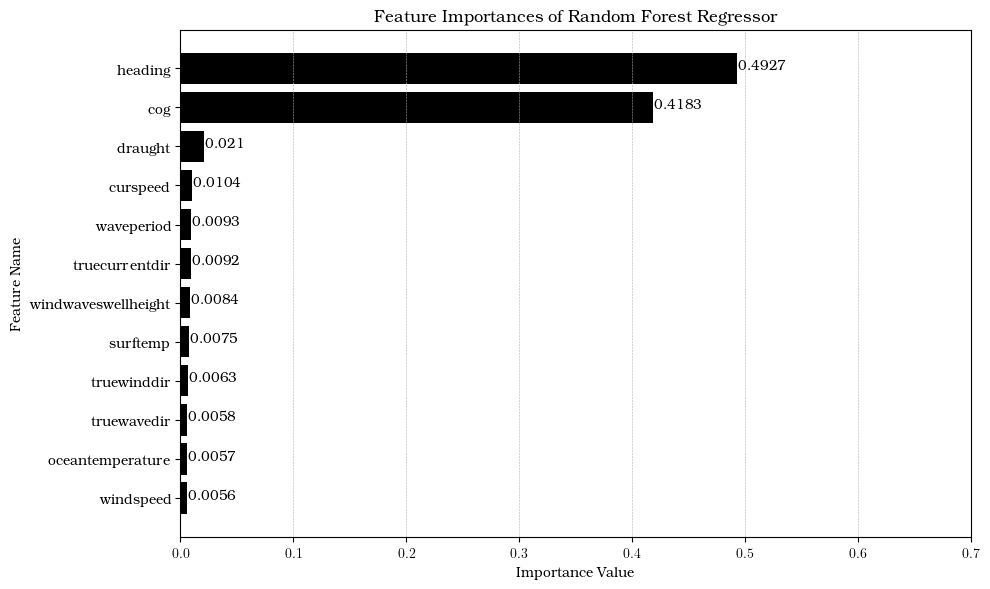 Feature Importances of Random Forest Regressor
Feature Name
heading 0.4927
cog 0.4183
draught 0.021
curspeed 0.0104
waveperiod 0.0093
truecurrentdir 0.0092
windwaveswellheight 0.0084
surftemp 0.0075
truewinddir 0.0063
truewavedir 0.0058
oceantemperature 0.0057
windspeed 0.0056
0.0 0.1 0.2 0.3 0.4 0.5 0.6 0.7
Importance Value